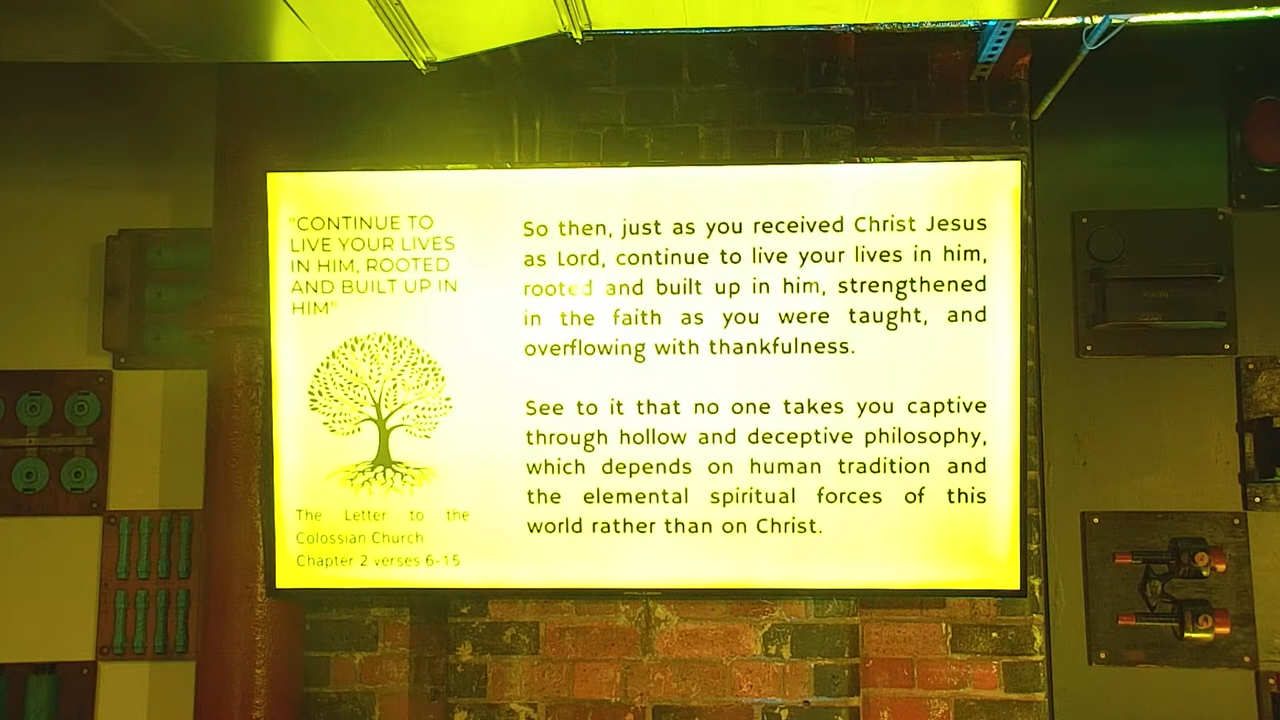 "CONTINUE TO
LIVE YOUR LIVES
IN HIM, ROOTED
AND BUILT UP IN
HIM"
The Letter to the
Colossian Church
Chapter 2 verses 6-15
So then, just as you received Christ Jesus
as Lord, continue to live your lives in him,
rooted and built up in him, strengthened
in the faith as you were taught, and
overflowing with thankfulness.
See to it that no one takes you captive
through hollow and deceptive philosophy,
which depends on human tradition and
the elemental spiritual forces of this
world rather than on Christ.